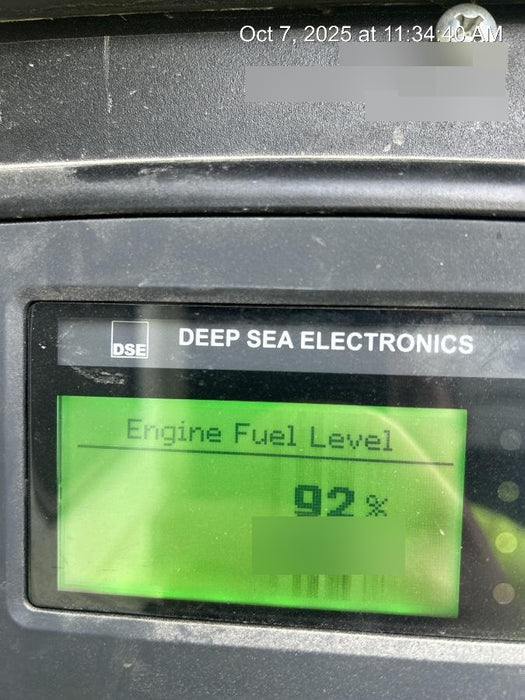 Oct 7, 2025 at 11:34:40 AM
DSE DEEP SEA ELECTRONICS
Engine Fuel Level
92 %